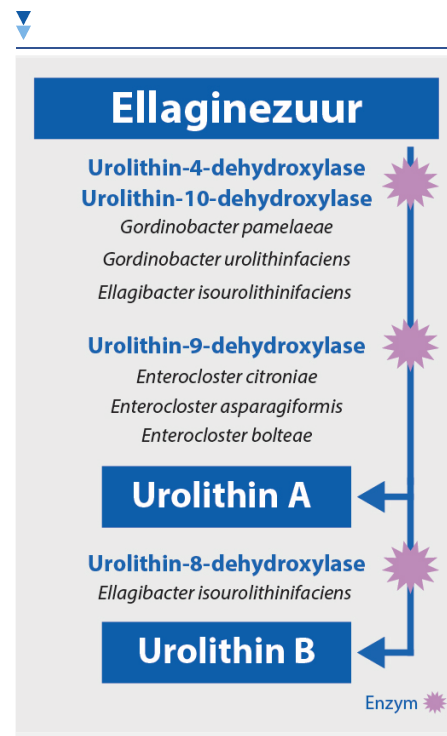 Ellaginezuur
Urolithin-4-dehydroxylase
Urolithin-10-dehydroxylase
Gordinobacter pamelaeae
Gordinobacter urolithinfaciens
Ellagibacter isourolithinifaciens
Urolithin-9-dehydroxylase
Enterocloster citroniae
Enterocloster asparagiformis
Enterocloster bolteae
Urolithin A
Urolithin-8-dehydroxylase
Ellagibacter isourolithinifaciens
Urolithin B
Enzym